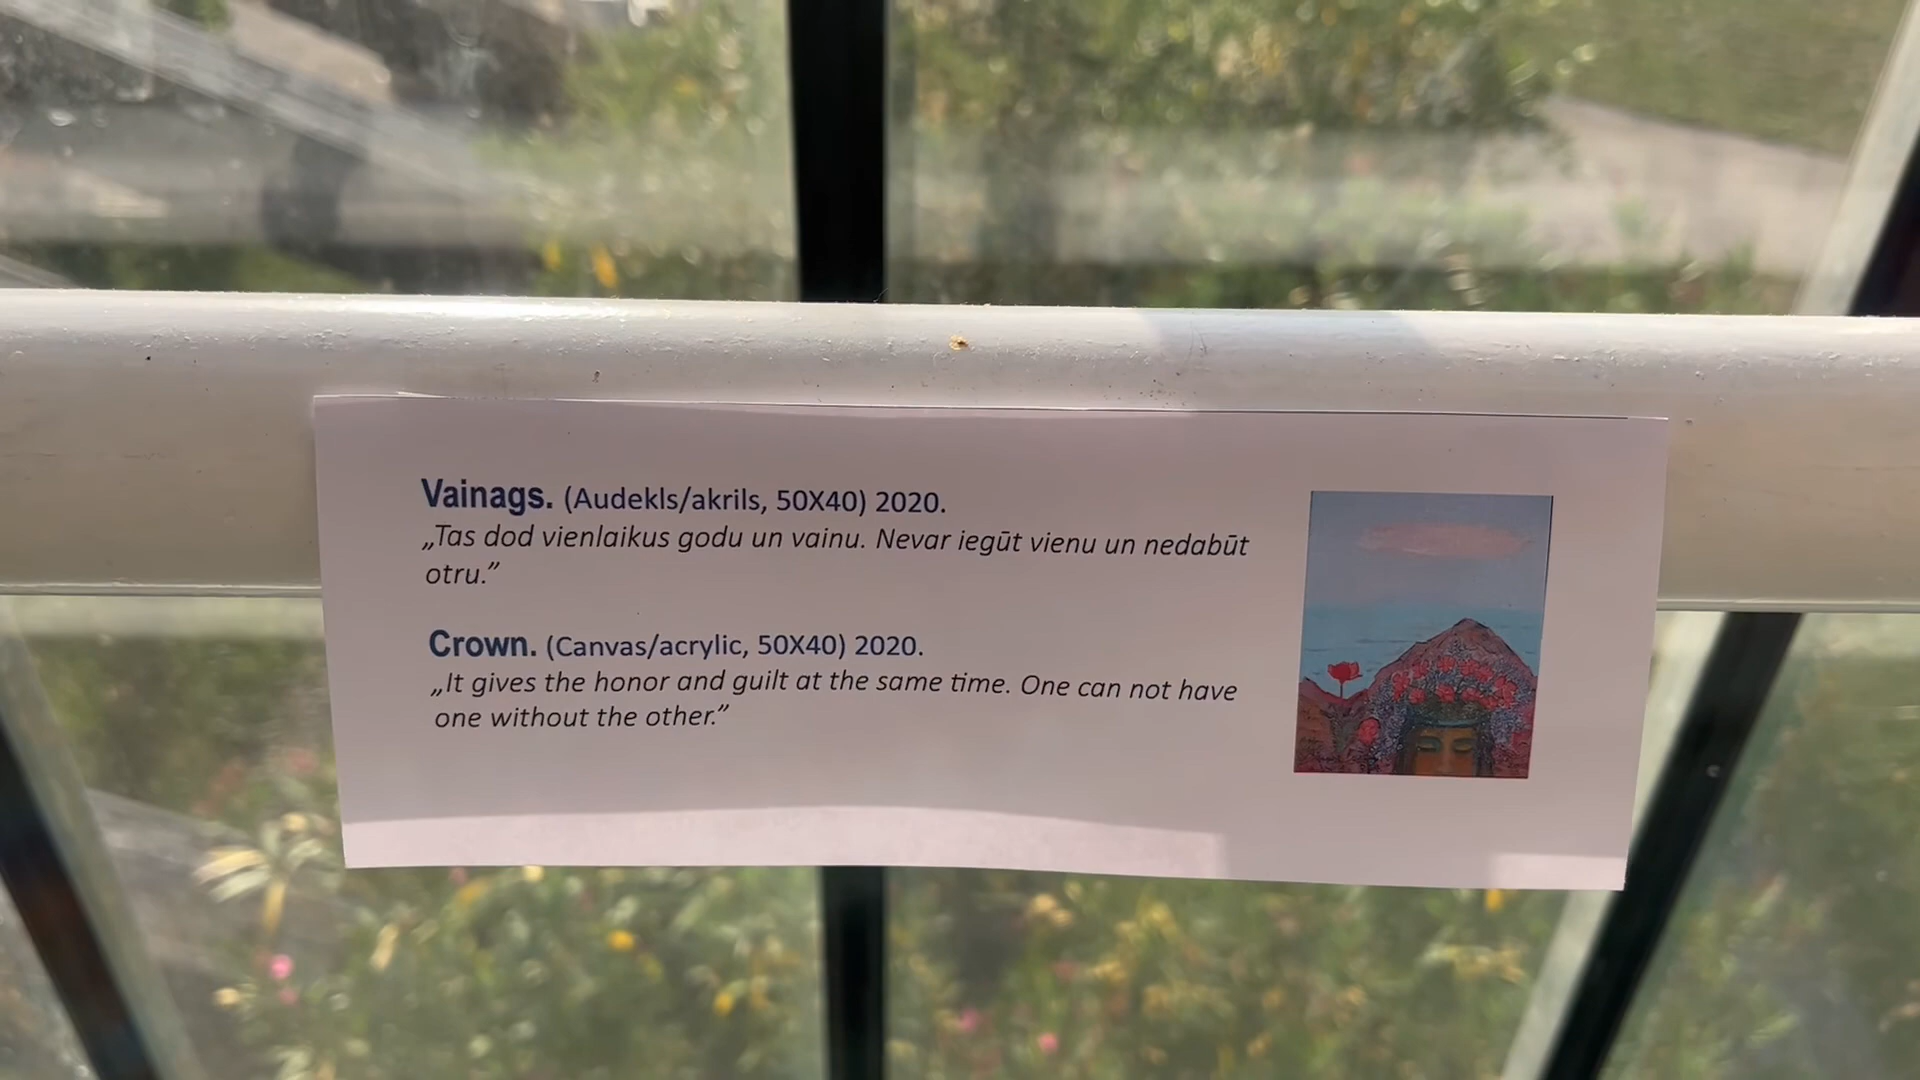 Vainags. (Audekls/akrils, 50X40) 2020.
„Tas dod vienlaikus godu un vainu. Nevar iegūt vienu un nedabūt
otru.”
Crown. (Canvas/acrylic, 50X40) 2020.
„It gives the honor and guilt at the same time. One can not have
one without the other.”